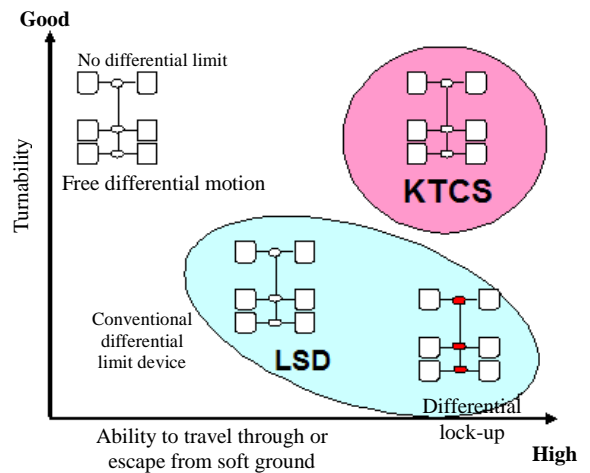 Good
No differential limit
Free differential motion
KTCS
Turnability
Conventional
differential
limit device
LSD
Differential
lock-up
Ability to travel through or
escape from soft ground
High